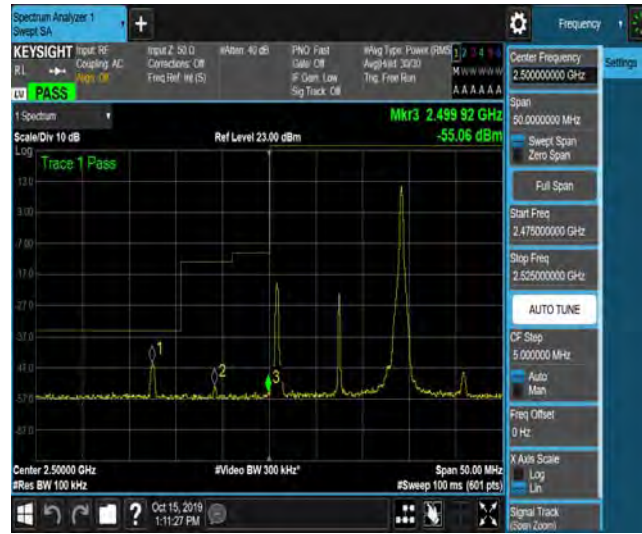 Spectrum Analyzer 1
Swept SA
+
Frequency
KEYSIGHT
Input: RF
Coupling: AC
Align: Off
Input Z: 50 Ω
Corrections: Off
Freq Ref: Int (S)
#Atten: 40 dB
PNO: Fast
Gate: Off
IF Gain: Low
Sig Track: Off
#Avg Type: Power (RMS
Avg|Hold: 30/30
Trig: Free Run
1 2 3 4 5 6
M W W W W W
A A A A A A
RL
LV PASS
1 Spectrum
Mkr3 2.499 92 GHz
Scale/Div 10 dB
Ref Level 23.00 dBm
-55.06 dBm
Log
Trace 1 Pass
13.0
3.00
-7.00
-17.0
-27.0
-37.0
-47.0
-57.0
-67.0
1
2
3
Center 2.50000 GHz
#Video BW 300 kHz*
Span 50.00 MHz
#Res BW 100 kHz
#Sweep 100 ms (601 pts)
?
Oct 15, 2019
1:11:27 PM
Center Frequency
2.500000000 GHz
Settings
Span
50.0000000 MHz
Swept Span
Zero Span
Full Span
Start Freq
2.475000000 GHz
Stop Freq
2.525000000 GHz
AUTO TUNE
CF Step
5.000000 MHz
Auto
Man
Freq Offset
0 Hz
X Axis Scale
Log
Lin
Signal Track
(Span Zoom)